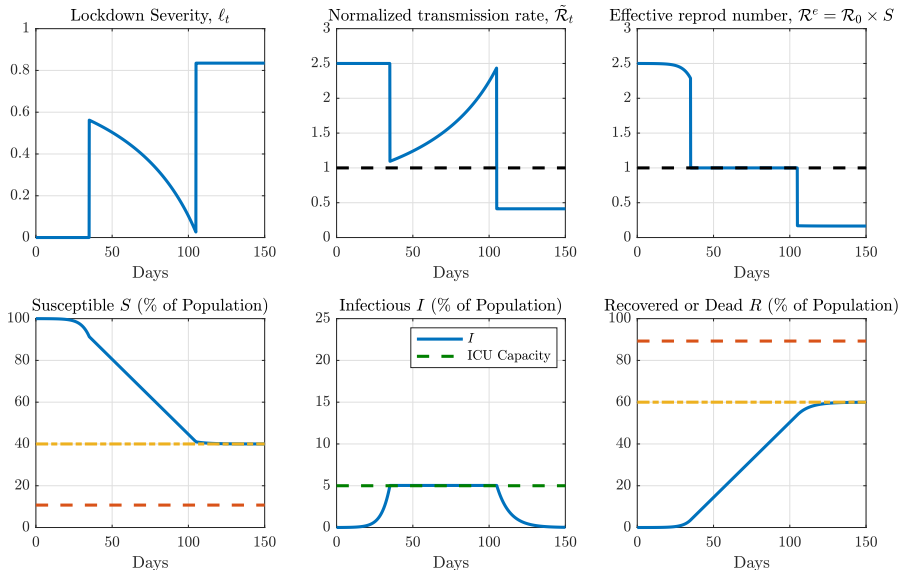 Lockdown Severity, ℓ_t
1
0.8
0.6
0.4
0.2
0
0 50 100 150
Days
Normalized transmission rate, R̃_t
2.5
2
1.5
1
0.5
0
0 50 100 150
Days
Effective reprod number, R^e = R_0 × S
3
2.5
2
1.5
1
0.5
0
0 50 100 150
Days
Susceptible S (% of Population)
100
80
60
40
20
0
0 50 100 150
Days
Infectious I (% of Population)
25
20
15
10
5
0
I
ICU Capacity
0 50 100 150
Days
Recovered or Dead R (% of Population)
100
80
60
40
20
0
0 50 100 150
Days